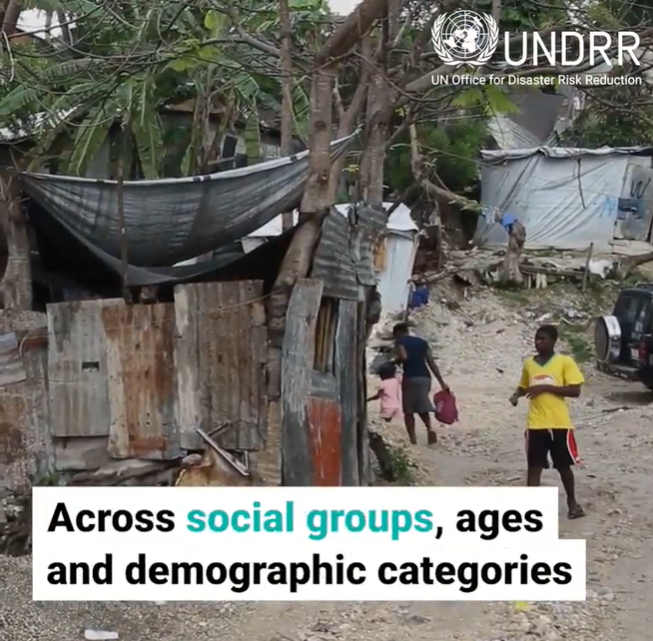 UNDRR
UN Office for Disaster Risk Reduction
Across social groups, ages
and demographic categories